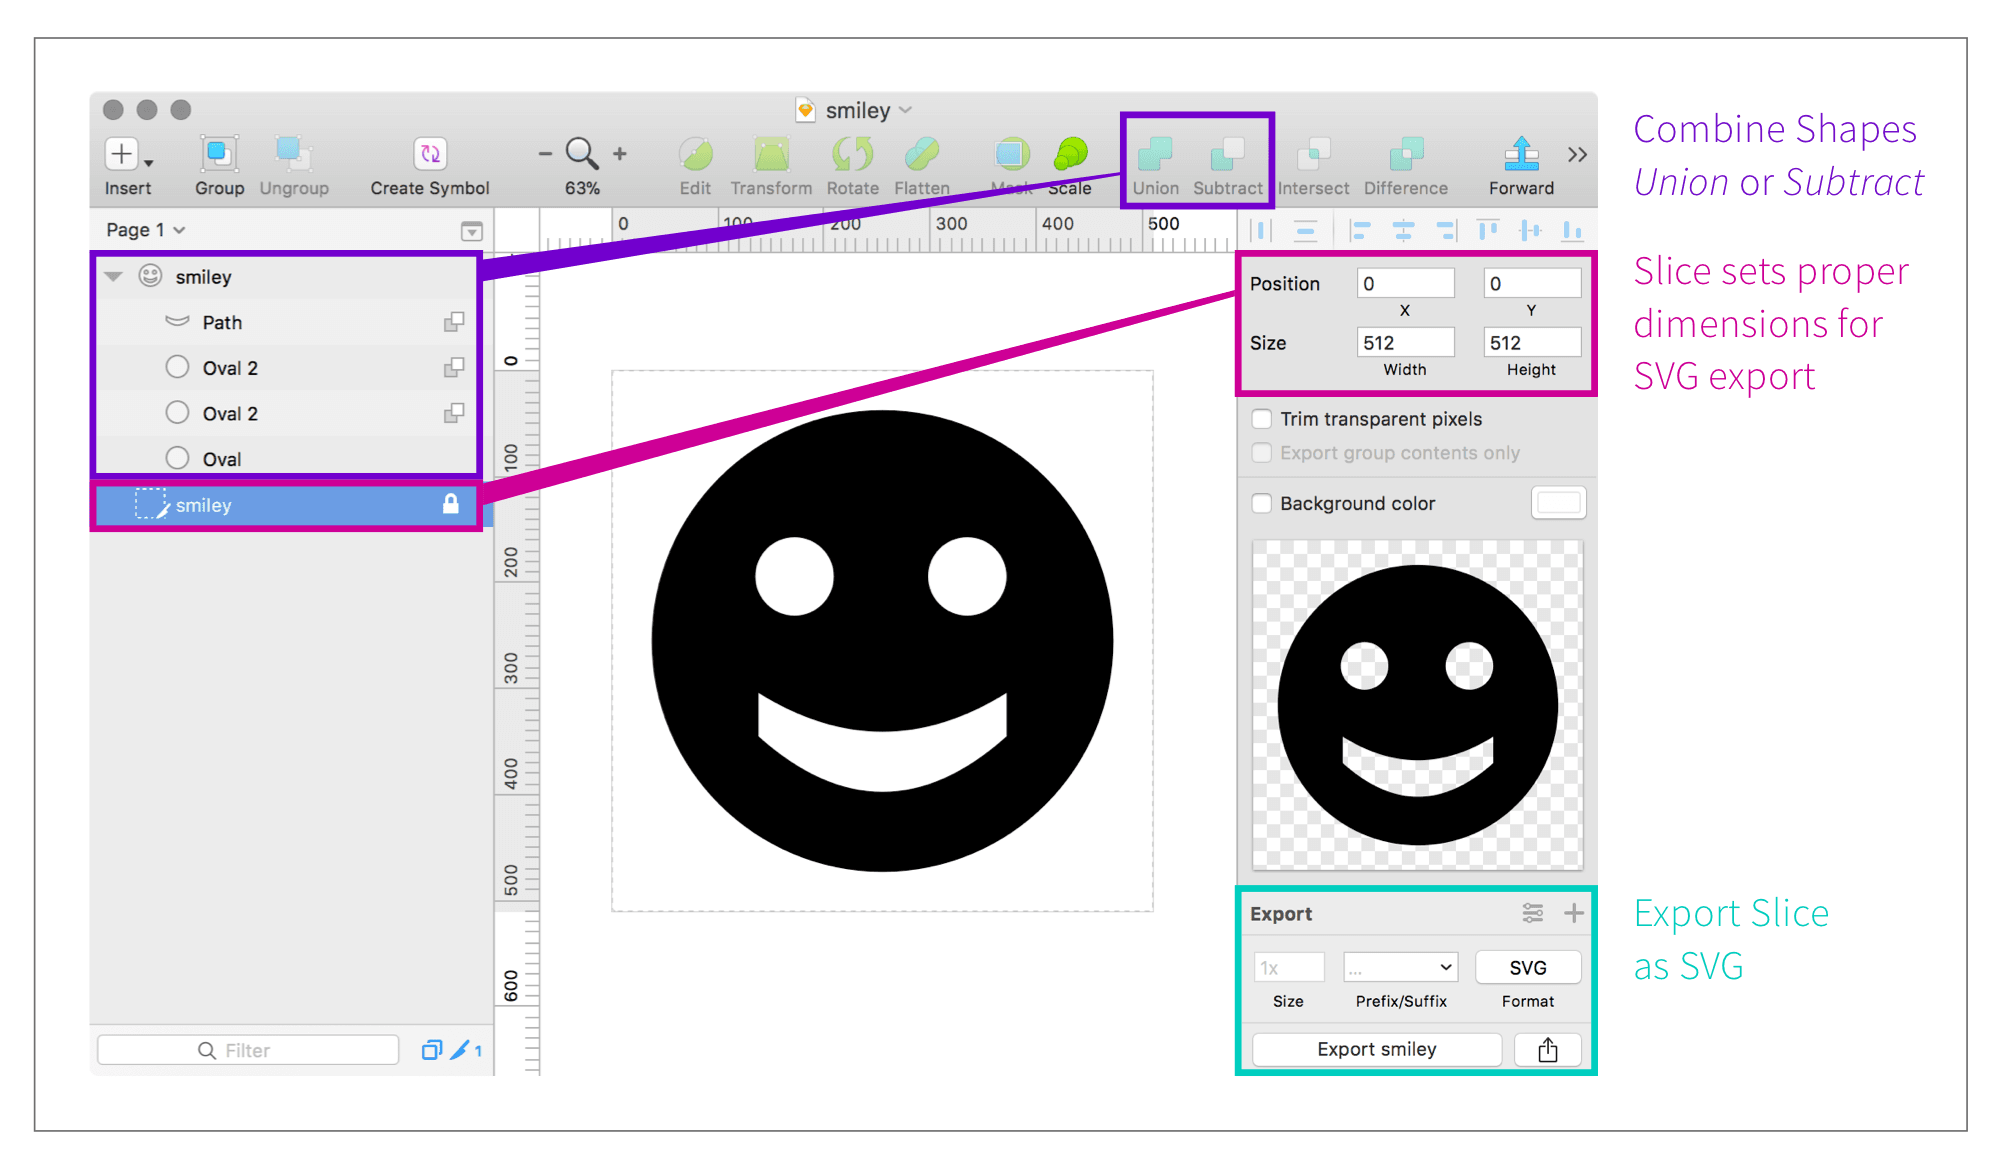 smiley
Insert
Group
Ungroup
Create Symbol
63%
Edit
Transform
Rotate
Flatten
Mask
Scale
Union
Subtract
Intersect
Difference
Forward
Combine Shapes
Union or Subtract
Page 1
0 100 200 300 400 500
smiley
Path
Oval 2
Oval 2
Oval
smiley
0
100
200
300
400
500
600
Position 0 0
X Y
Size 512 512
Width Height
Slice sets proper
dimensions for
SVG export
Trim transparent pixels
Export group contents only
Background color
Export
1x ... SVG
Size Prefix/Suffix Format
Export smiley
Export Slice
as SVG
Filter
1